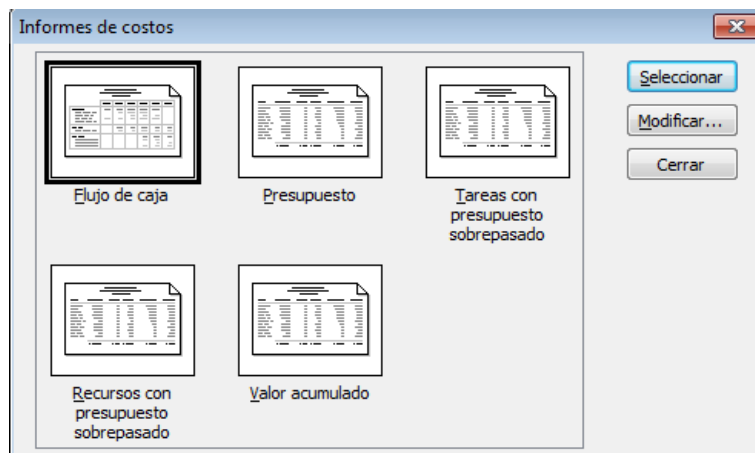 Informes de costos
Seleccionar
Modificar...
Cerrar
Flujo de caja
Presupuesto
Tareas con
presupuesto
sobrepasado
Recursos con
presupuesto
sobrepasado
Valor acumulado